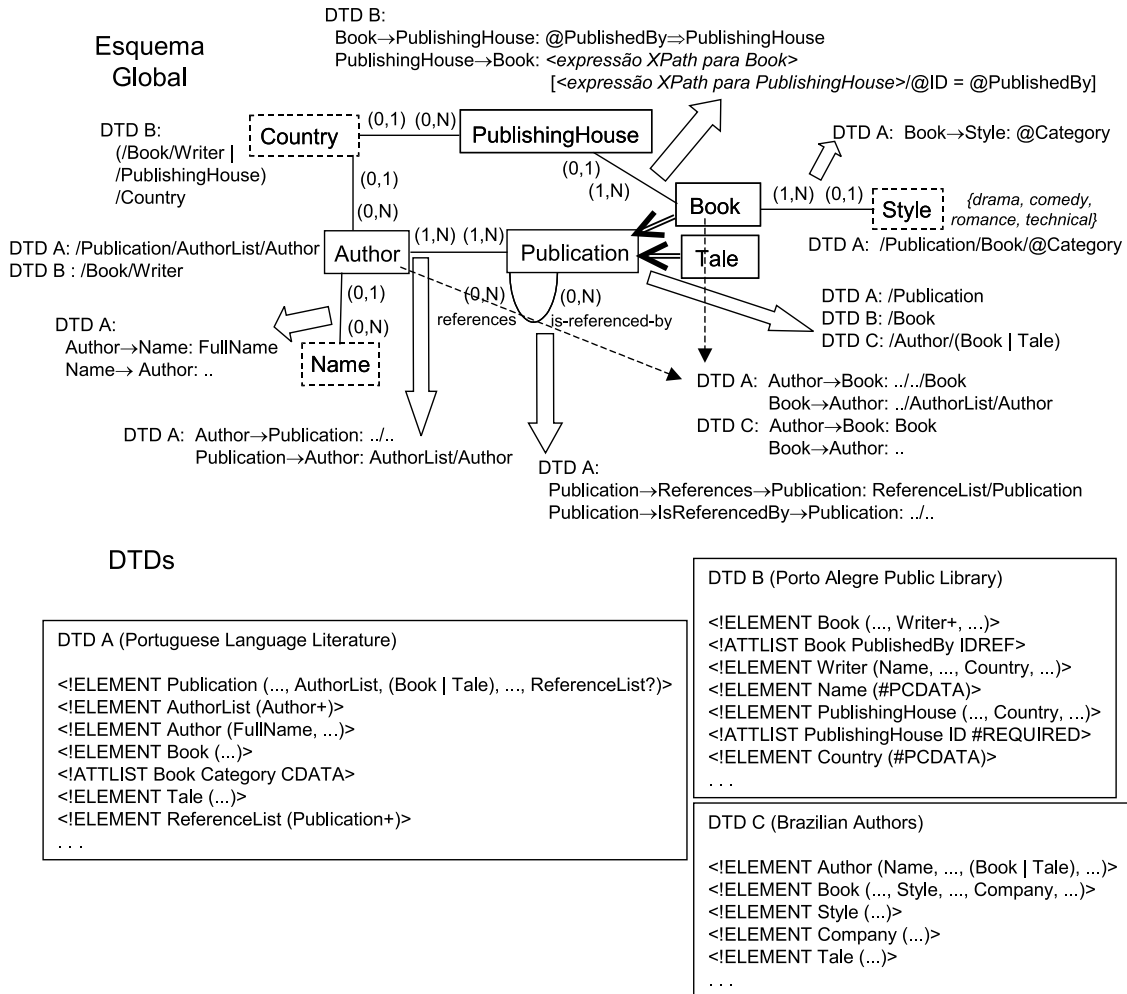 DTD B:
Book→PublishingHouse: @PublishedBy⇒PublishingHouse
PublishingHouse→Book: <expressão XPath para Book>
[<expressão XPath para PublishingHouse>/@ID = @PublishedBy]
Esquema
Global
DTD B:
(/Book/Writer |
/PublishingHouse)
/Country
Country
(0,1) (0,N)
PublishingHouse
DTD A: Book→Style: @Category
(0,1)
(0,N)
(0,1)
(1,N)
Book
(1,N) (0,1)
Style
{drama, comedy,
romance, technical}
DTD A: /Publication/Book/@Category
DTD A: /Publication/AuthorList/Author
DTD B : /Book/Writer
Author
(1,N) (1,N)
Publication
Tale
(0,1)
(0,N)
(0,N)
(0,N)
references
is-referenced-by
DTD A: /Publication
DTD B: /Book
DTD C: /Author/(Book | Tale)
DTD A:
Author→Name: FullName
Name→ Author: ..
Name
DTD A: Author→Book: ../../Book
Book→Author: ../AuthorList/Author
DTD C: Author→Book: Book
Book→Author: ..
DTD A: Author→Publication: ../..
Publication→Author: AuthorList/Author
DTD A:
Publication→References→Publication: ReferenceList/Publication
Publication→IsReferencedBy→Publication: ../..
DTDs
DTD A (Portuguese Language Literature)
<!ELEMENT Publication (..., AuthorList, (Book | Tale), ..., ReferenceList?)>
<!ELEMENT AuthorList (Author+)>
<!ELEMENT Author (FullName, ...)>
<!ELEMENT Book (...)>
<!ATTLIST Book Category CDATA>
<!ELEMENT Tale (...)>
<!ELEMENT ReferenceList (Publication+)>
. . .
DTD B (Porto Alegre Public Library)
<!ELEMENT Book (..., Writer+, ...)>
<!ATTLIST Book PublishedBy IDREF>
<!ELEMENT Writer (Name, ..., Country, ...)>
<!ELEMENT Name (#PCDATA)>
<!ELEMENT PublishingHouse (..., Country, ...)>
<!ATTLIST PublishingHouse ID #REQUIRED>
<!ELEMENT Country (#PCDATA)>
. . .
DTD C (Brazilian Authors)
<!ELEMENT Author (Name, ..., (Book | Tale), ...)>
<!ELEMENT Book (..., Style, ..., Company, ...)>
<!ELEMENT Style (...)>
<!ELEMENT Company (...)>
<!ELEMENT Tale (...)>
. . .